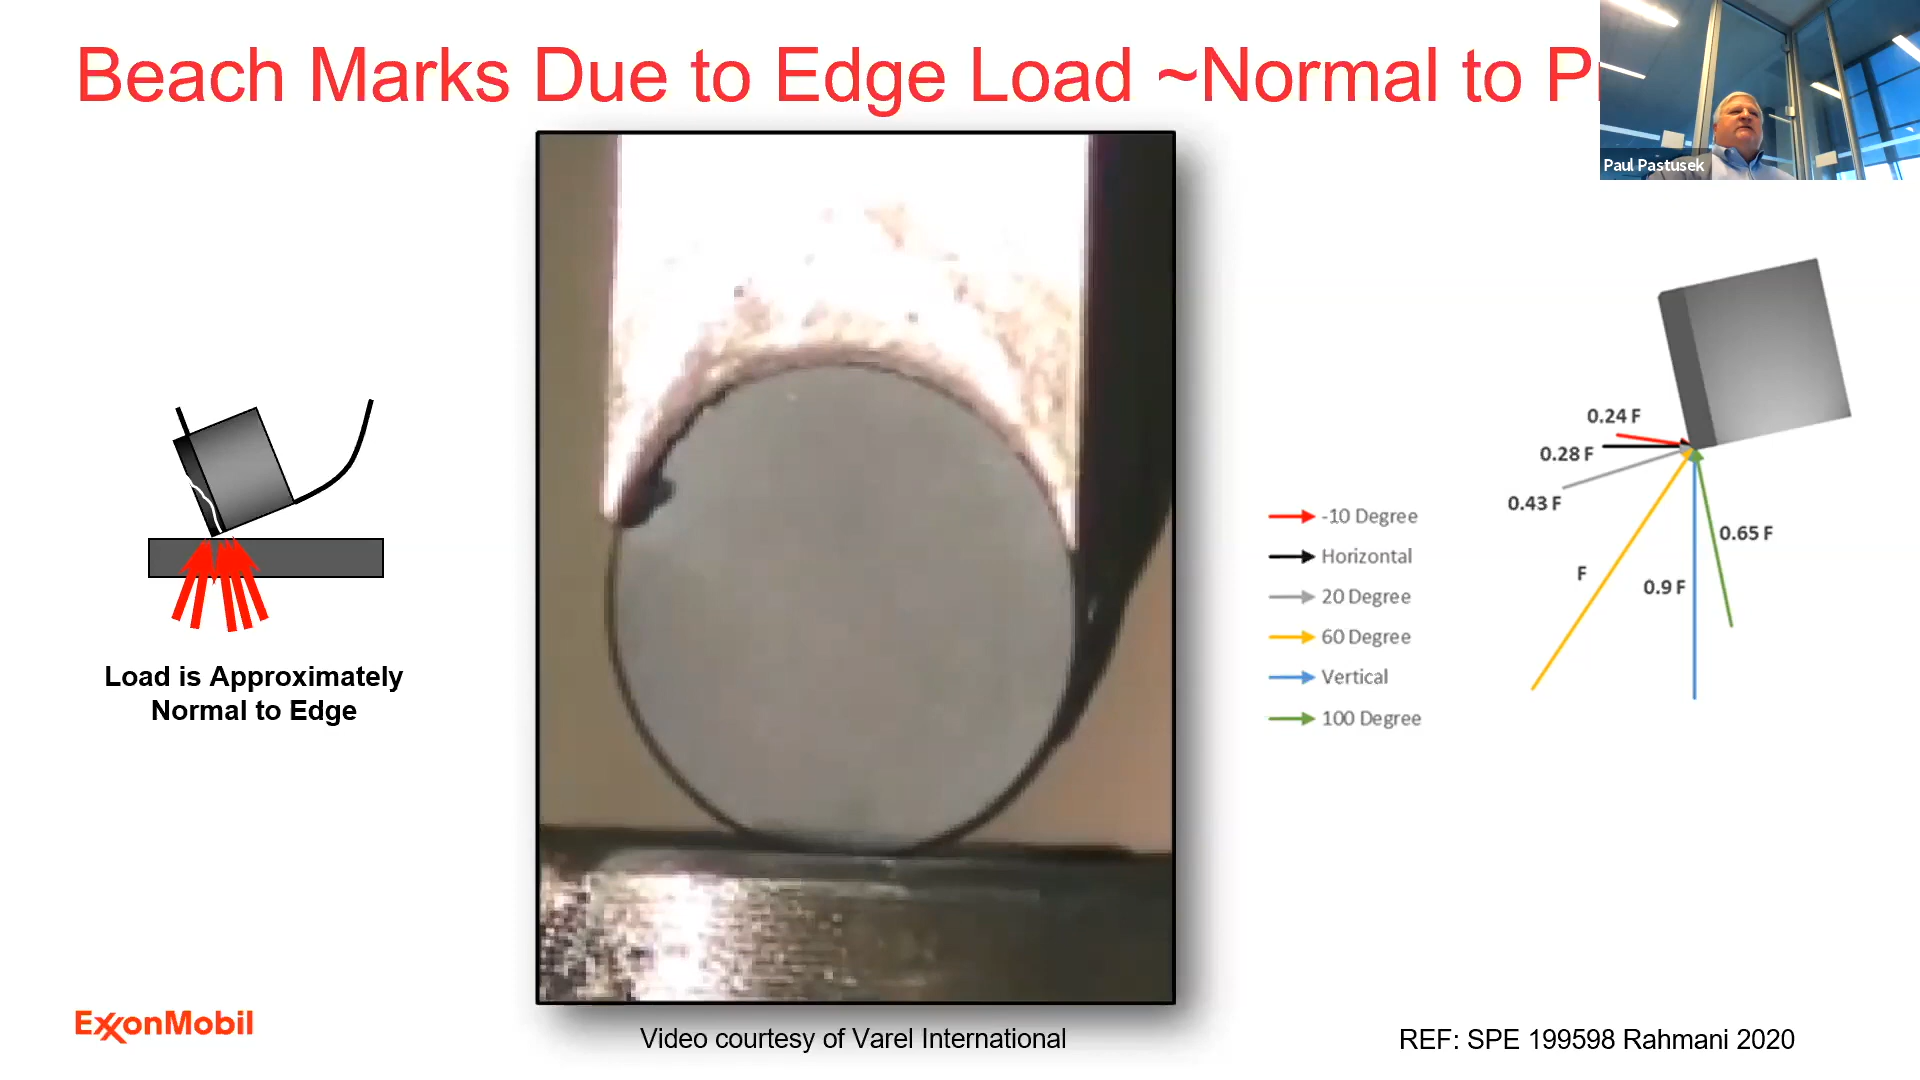 Beach Marks Due to Edge Load ~Normal to
Paul Pastusek
0.24 F
0.28 F
0.43 F
0.65 F
F
0.9 F
-10 Degree
Horizontal
20 Degree
60 Degree
Vertical
100 Degree
Load is Approximately
Normal to Edge
ExxonMobil
Video courtesy of Varel International
REF: SPE 199598 Rahmani 2020